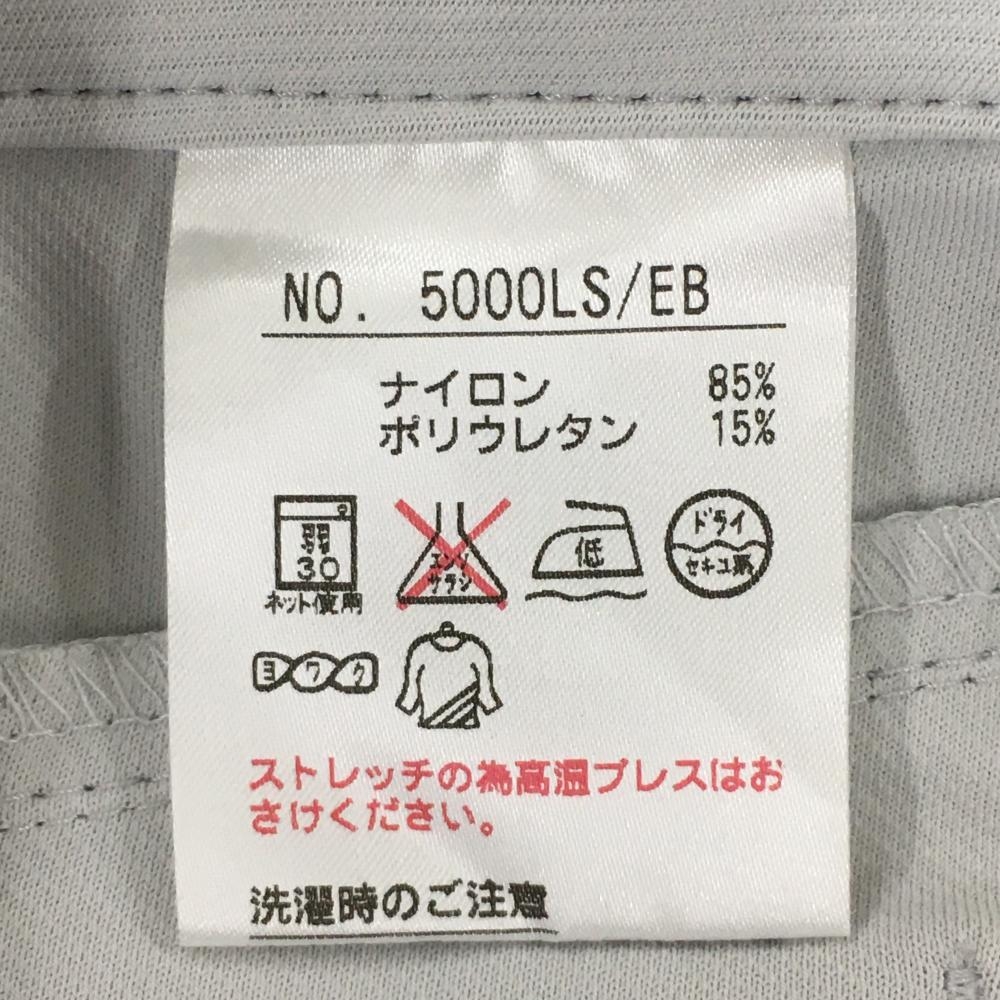 NO. 5000LS/EB
ナイロン 85%
ポリウレタン 15%
弱
30
ネット使用
エンソ
サラシ
低
ドライ
セキユ系
ヨワク
ストレッチの為高温プレスはお
さけください。
洗濯時のご注意